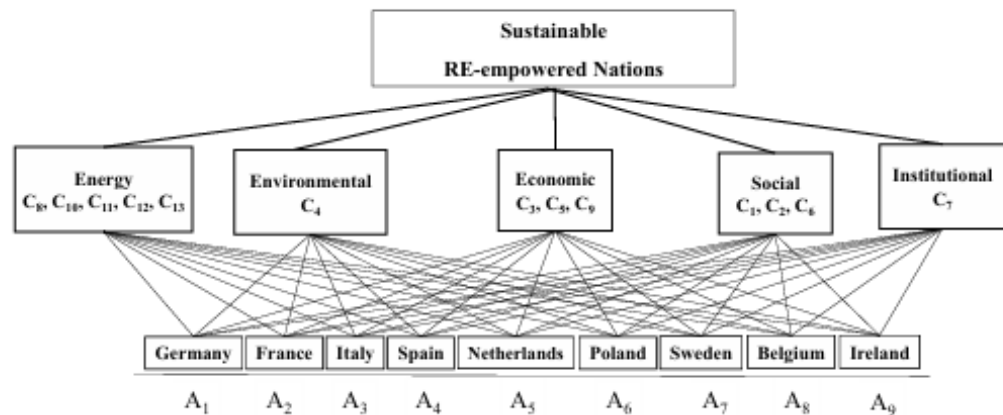 Sustainable
RE-empowered Nations
Energy
C₈, C₁₀, C₁₁, C₁₂, C₁₃
Environmental
C₄
Economic
C₃, C₅, C₉
Social
C₁, C₂, C₆
Institutional
C₇
Germany France Italy Spain Netherlands Poland Sweden Belgium Ireland
A₁ A₂ A₃ A₄ A₅ A₆ A₇ A₈ A₉